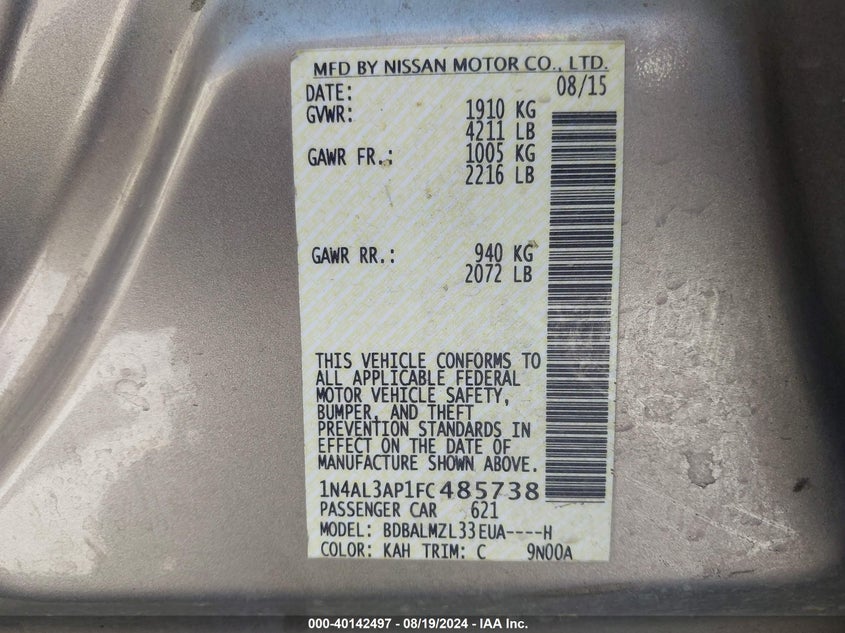 MFD BY NISSAN MOTOR CO., LTD.
DATE: 08/15
GVWR: 1910 KG
4211 LB
GAWR FR.: 1005 KG
2216 LB
GAWR RR.: 940 KG
2072 LB
THIS VEHICLE CONFORMS TO
ALL APPLICABLE FEDERAL
MOTOR VEHICLE SAFETY,
BUMPER, AND THEFT
PREVENTION STANDARDS IN
EFFECT ON THE DATE OF
MANUFACTURE SHOWN ABOVE.
1N4AL3AP1FC485738
PASSENGER CAR 621
MODEL: BDBALMZL33EUA----H
COLOR: KAH TRIM: C 9N00A
000-40142497 - 08/19/2024 - IAA Inc.